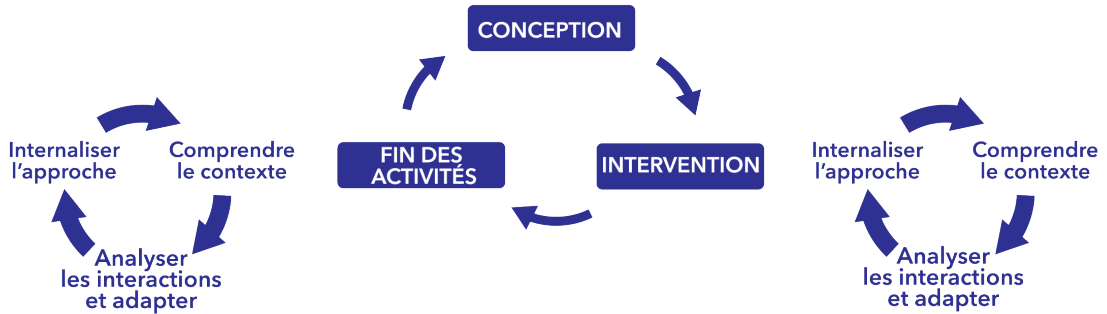 CONCEPTION
Internaliser
l'approche
Comprendre
le contexte
Analyser
les interactions
et adapter
FIN DES
ACTIVITÉS
INTERVENTION
Internaliser
l'approche
Comprendre
le contexte
Analyser
les interactions
et adapter